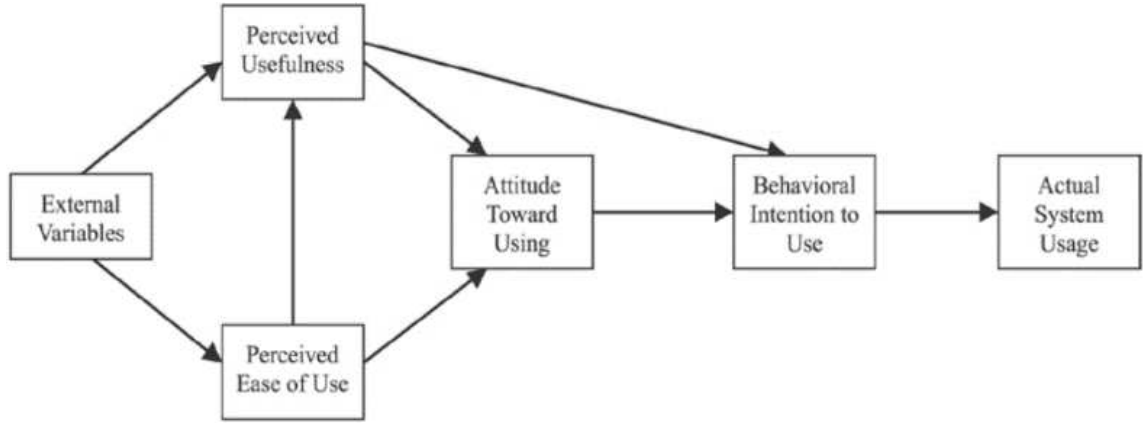 Perceived
Usefulness
External
Variables
Attitude
Toward
Using
Behavioral
Intention to
Use
Actual
System
Usage
Perceived
Ease of Use